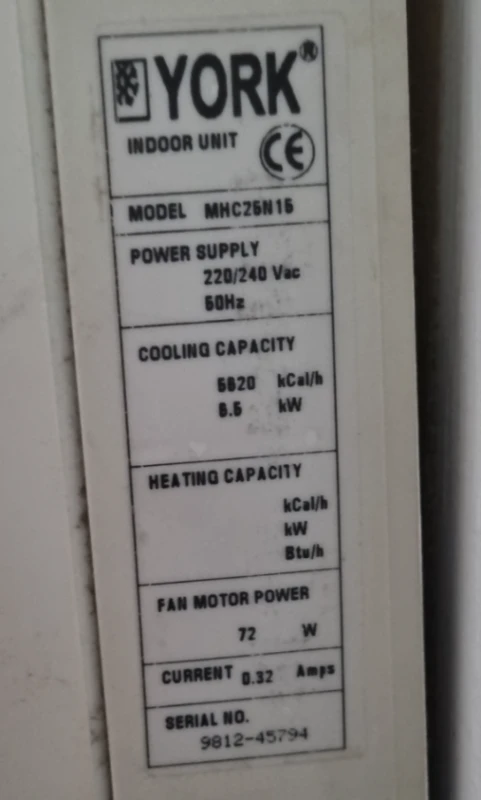 YORK®
INDOOR UNIT CE
MODEL MHC25N15
POWER SUPPLY
220/240 Vac
50Hz
COOLING CAPACITY
5620 kCal/h
6.5 kW
HEATING CAPACITY
kCal/h
kW
Btu/h
FAN MOTOR POWER
72 W
CURRENT 0.32 Amps
SERIAL NO.
9812-45794